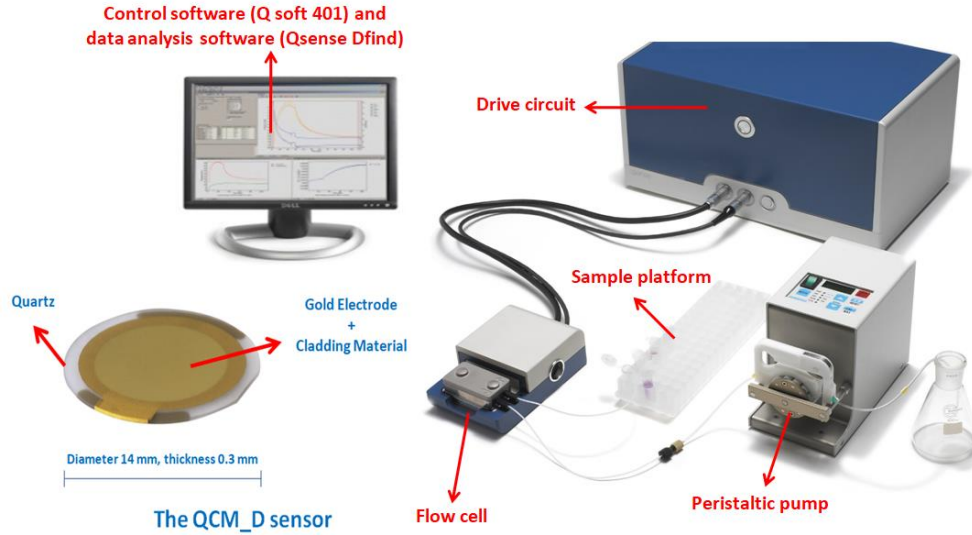 Control software (Q soft 401) and
data analysis software (Qsense Dfind)
Drive circuit
DELL
Sample platform
Quartz
Gold Electrode
+
Cladding Material
Diameter 14 mm, thickness 0.3 mm
The QCM_D sensor
Flow cell
Peristaltic pump